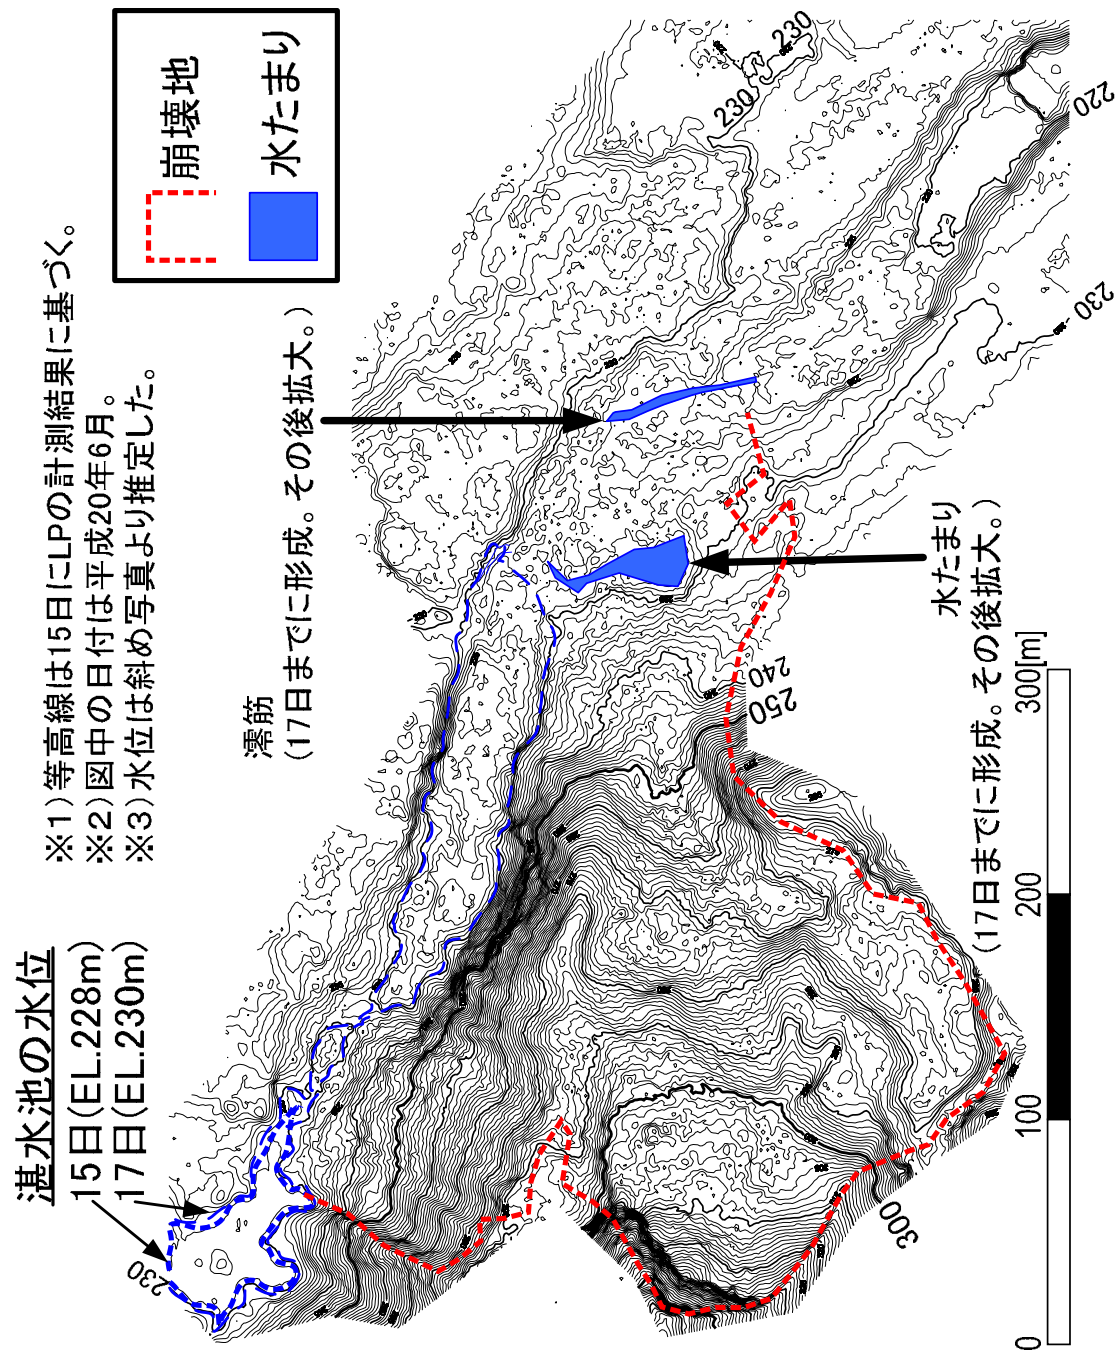 ※1)等高線は15日にLPの計測結果に基づく。
※2)図中の日付は平成20年6月。
※3)水位は斜め写真より推定した。
崩壊地
水たまり
湛水池の水位
15日(EL.228m)
17日(EL.230m)
澪筋
(17日までに形成。その後拡大。)
水たまり
(17日までに形成。その後拡大。)
230
230
230
220
230
240
250
300
0
100
200
300[m]